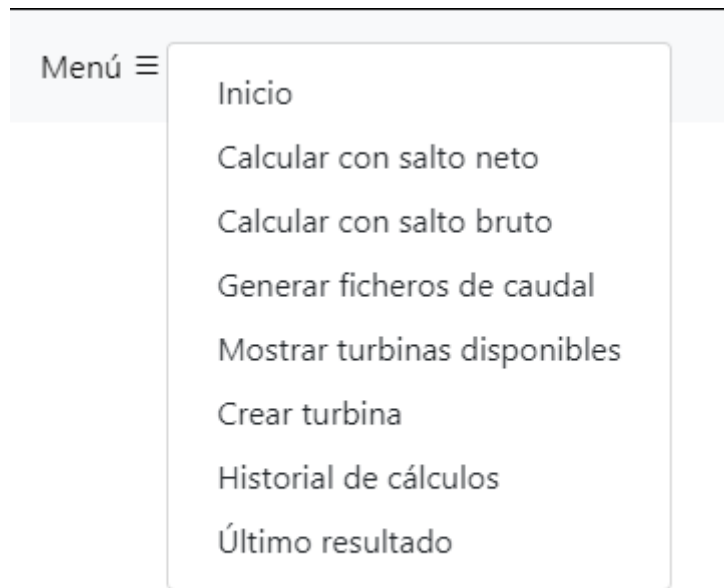 Menú ☰
Inicio
Calcular con salto neto
Calcular con salto bruto
Generar ficheros de caudal
Mostrar turbinas disponibles
Crear turbina
Historial de cálculos
Último resultado